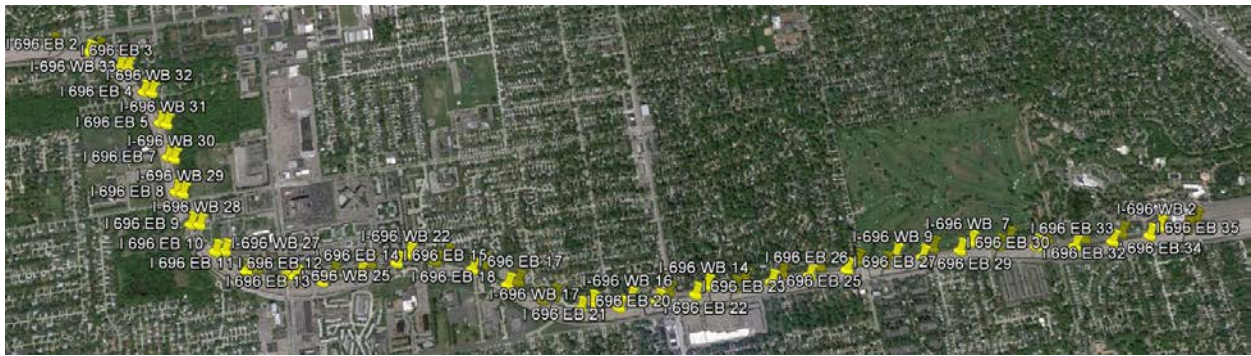 I 696 EB 2
I 696 EB 3
I-696 WB 33
I-696 WB 32
I 696 EB 4
I-696 WB 31
I 696 EB 5
I-696 WB 30
I 696 EB 7
I-696 WB 29
I 696 EB 8
I-696 WB 28
I 696 EB 9
I 696 EB 10
I-696 WB 27
I 696 EB 11
I 696 EB 12
I 696 EB 13
I-696 WB 25
I 696 EB 14
I-696 WB 22
I 696 EB 15
I 696 EB 18
I 696 EB 17
I-696 WB 17
I 696 EB 21
I-696 WB 16
I 696 EB 20
I-696 WB 14
I 696 EB 23
I 696 EB 22
I 696 EB 26
I 696 EB 25
I-696 WB 9
I 696 EB 27
I-696 WB 7
I 696 EB 30
I 696 EB 29
I 696 EB 33
I 696 EB 32
I-696 WB 2
I 696 EB 35
I 696 EB 34